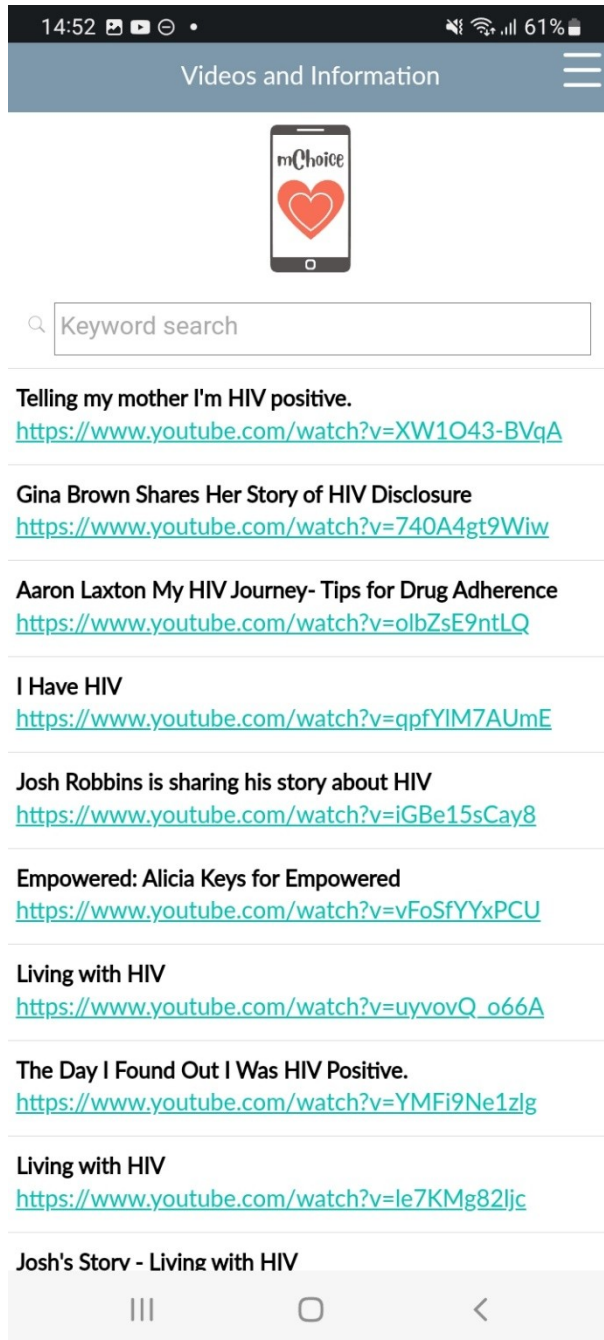 14:52 61%
Videos and Information
mChoice
Keyword search
Telling my mother I'm HIV positive.
https://www.youtube.com/watch?v=XW1O43-BVqA
Gina Brown Shares Her Story of HIV Disclosure
https://www.youtube.com/watch?v=740A4gt9Wiw
Aaron Laxton My HIV Journey- Tips for Drug Adherence
https://www.youtube.com/watch?v=olbZsE9ntLQ
I Have HIV
https://www.youtube.com/watch?v=qpfYlM7AUmE
Josh Robbins is sharing his story about HIV
https://www.youtube.com/watch?v=iGBe15sCay8
Empowered: Alicia Keys for Empowered
https://www.youtube.com/watch?v=vFoSfYYxPCU
Living with HIV
https://www.youtube.com/watch?v=uyvovQ_o66A
The Day I Found Out I Was HIV Positive.
https://www.youtube.com/watch?v=YMFi9Ne1zlg
Living with HIV
https://www.youtube.com/watch?v=le7KMg82ljc
Josh's Story - Living with HIV